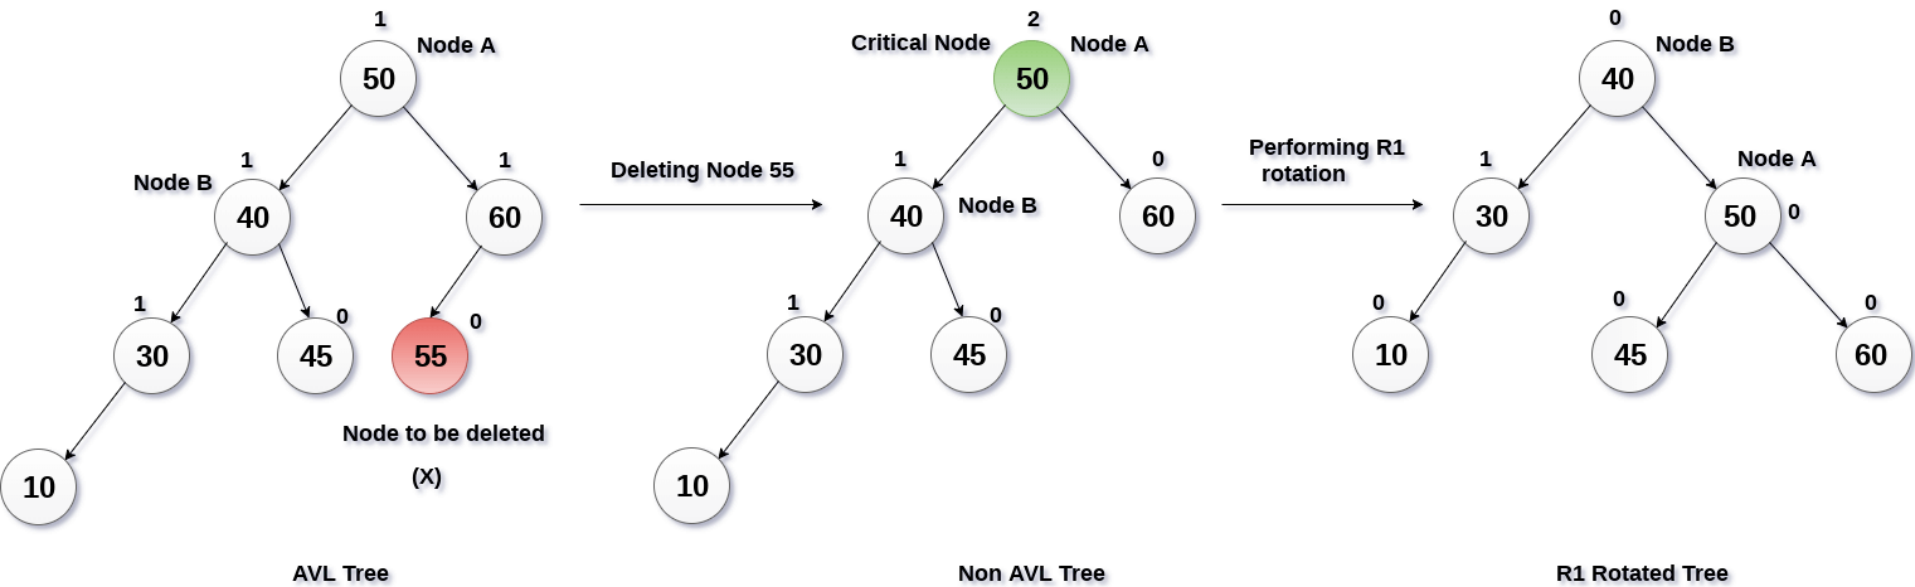 1
Node A
50
Node B
1
40
1
60
1
30
45
0
55
0
10
Node to be deleted
(X)
AVL Tree
Deleting Node 55
2
Critical Node
50
Node A
1
40
Node B
0
60
1
30
45
0
10
Non AVL Tree
Performing R1
rotation
0
40
Node B
1
30
Node A
50
0
0
10
0
45
0
60
R1 Rotated Tree